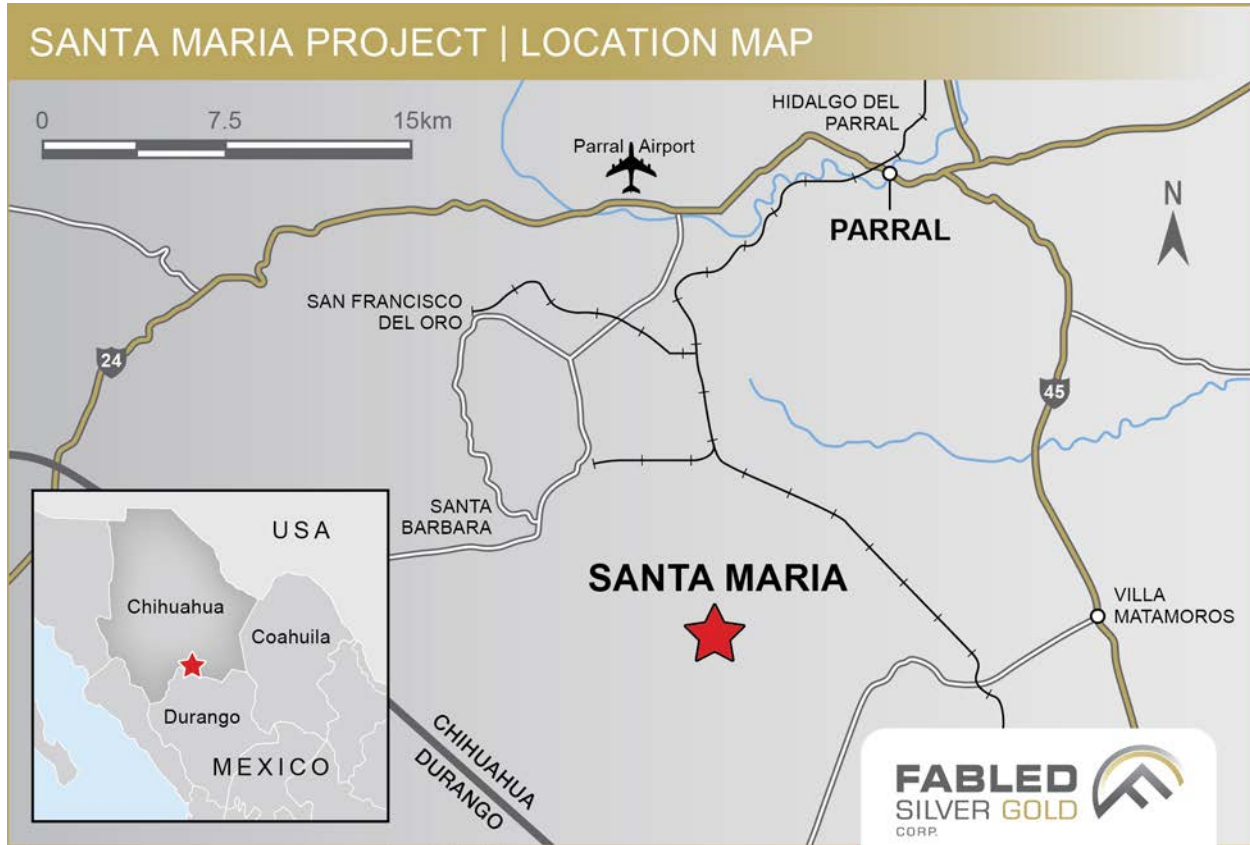 SANTA MARIA PROJECT | LOCATION MAP
0 7.5 15km
HIDALGO DEL
PARRAL
Parral Airport
N
PARRAL
SAN FRANCISCO
DEL ORO
24
45
SANTA
BARBARA
SANTA MARIA
VILLA
MATAMOROS
USA
Chihuahua
Coahuila
Durango
MEXICO
CHIHUAHUA
DURANGO
FABLED
SILVER GOLD
CORP.